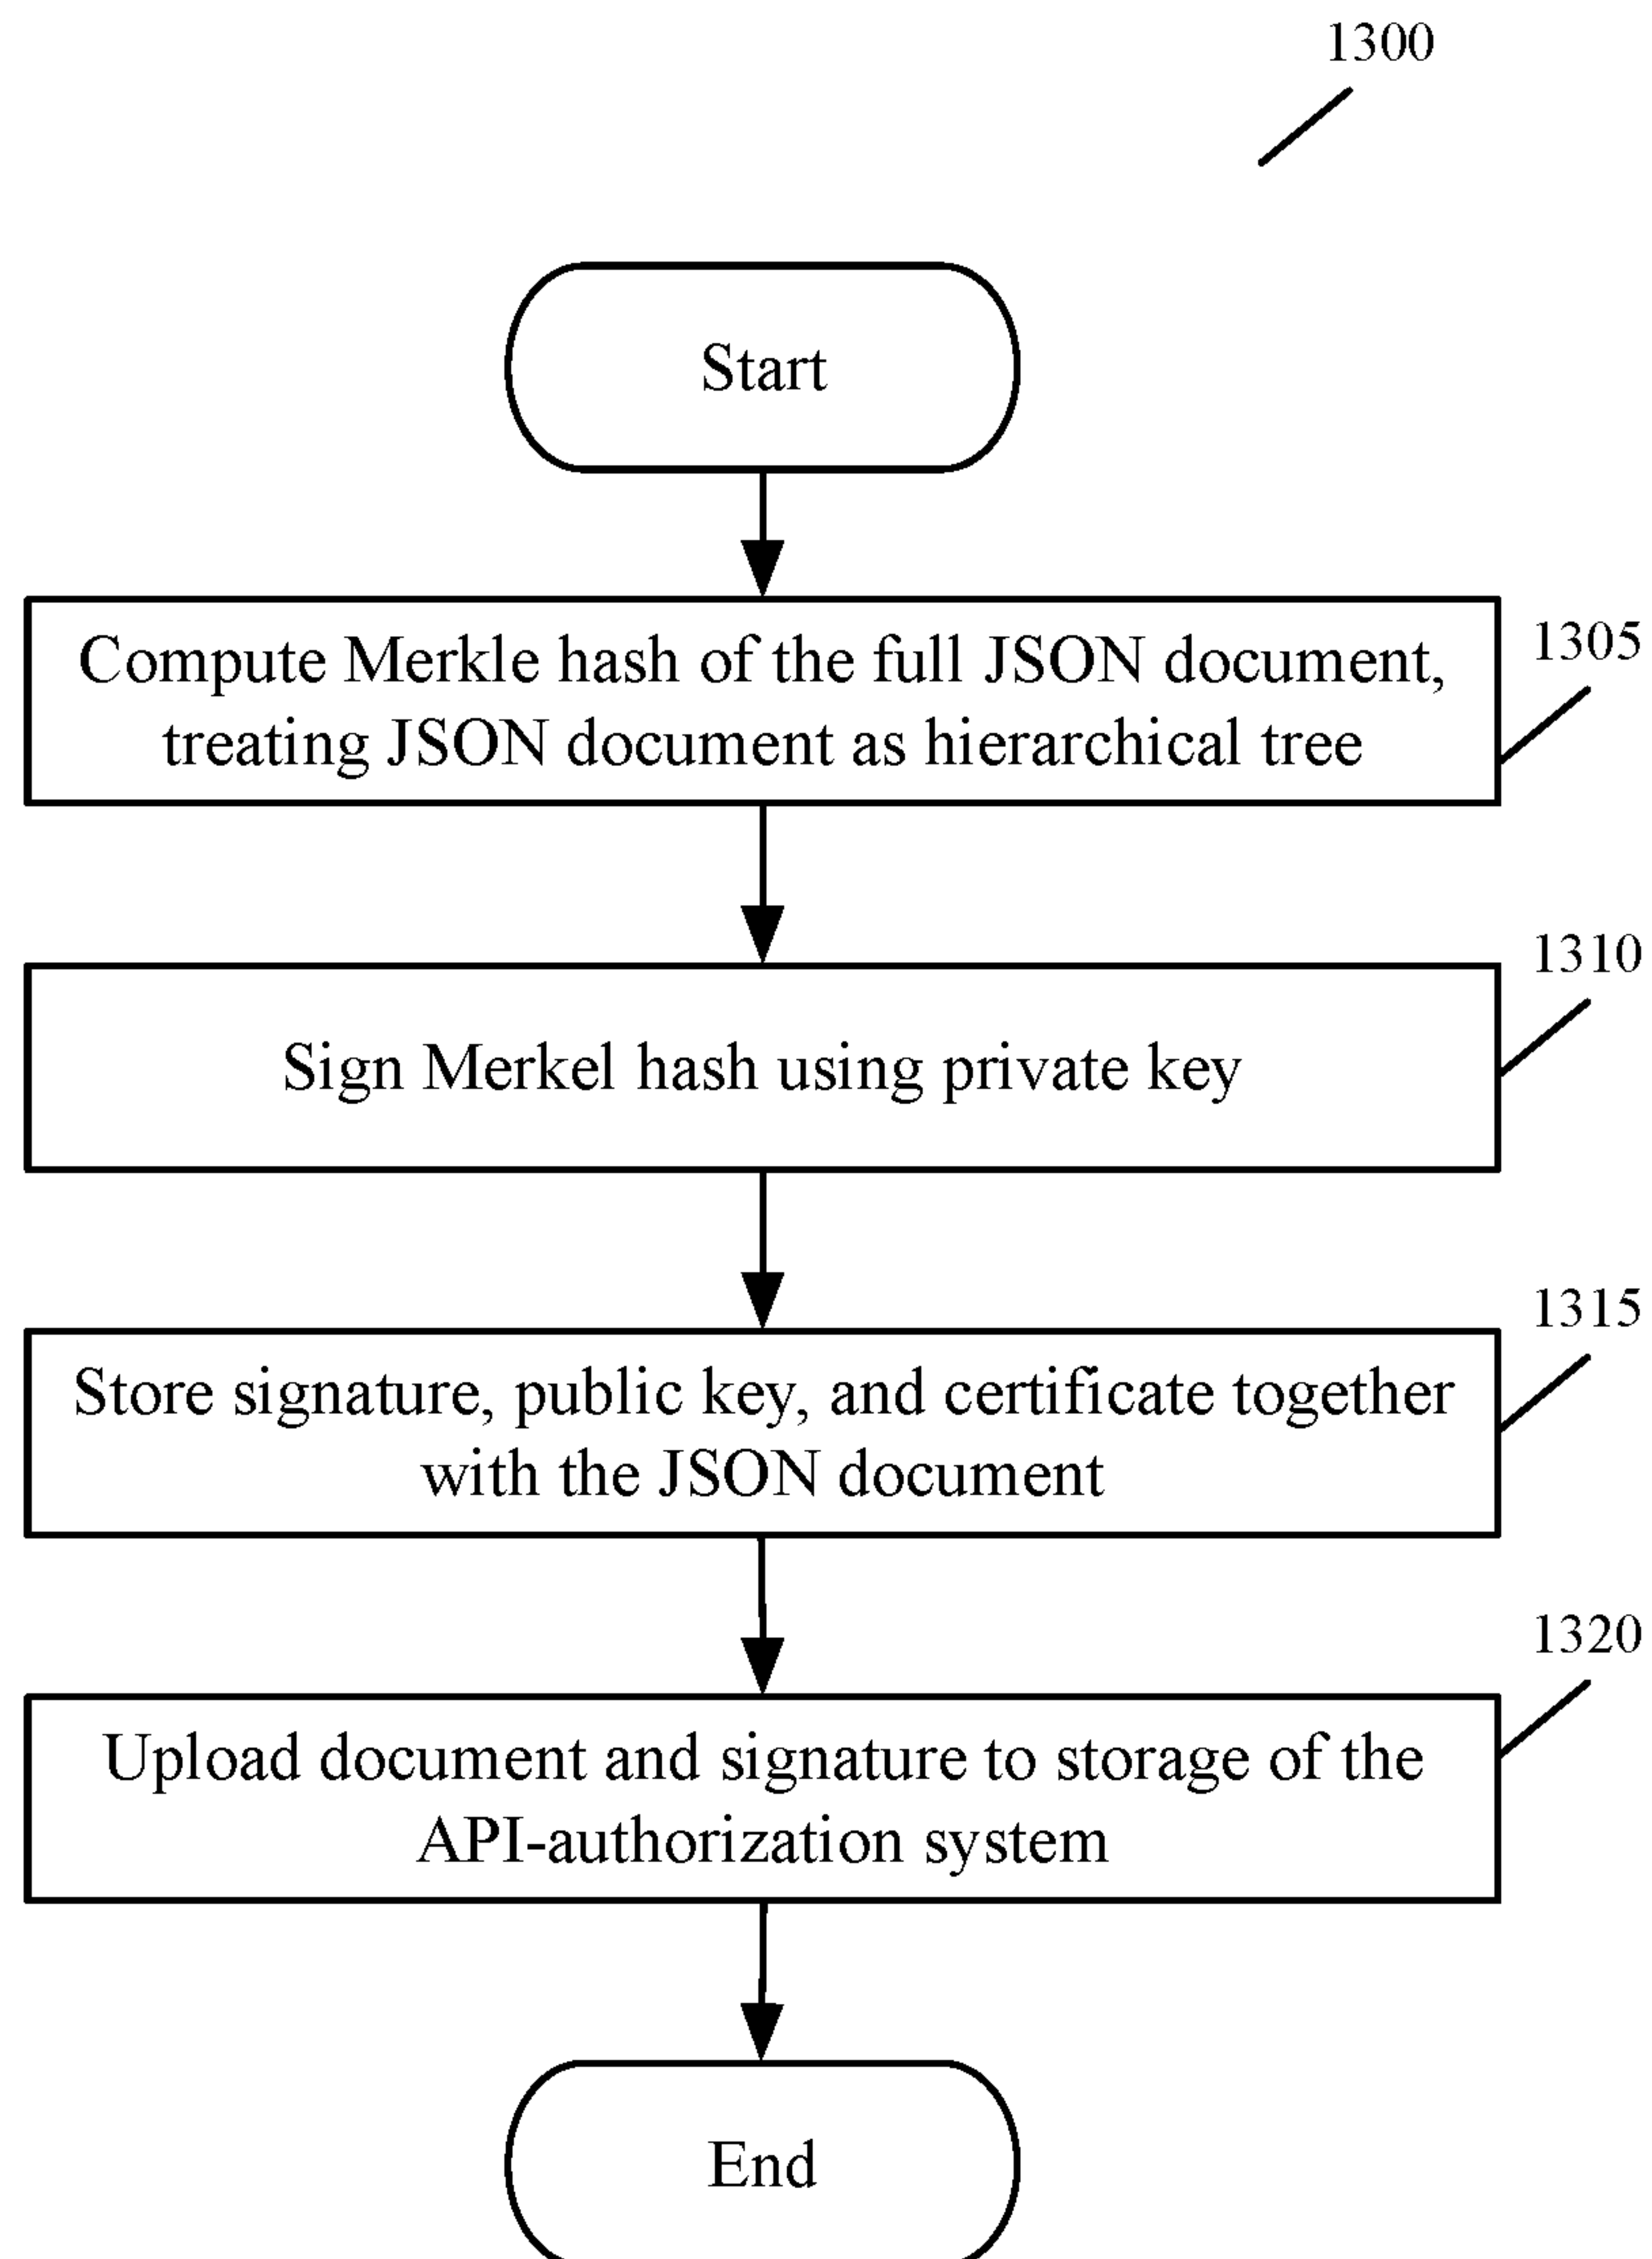 1300
Start
Compute Merkle hash of the full JSON document,
treating JSON document as hierarchical tree
1305
Sign Merkel hash using private key
1310
Store signature, public key, and certificate together
with the JSON document
1315
Upload document and signature to storage of the
API-authorization system
1320
End